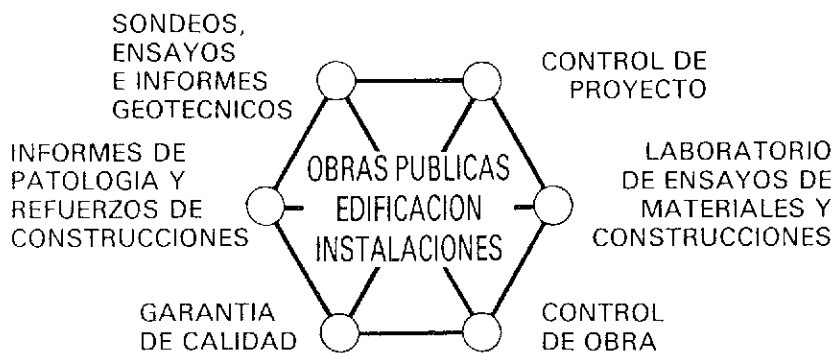 SONDEOS,
ENSAYOS
E INFORMES
GEOTECNICOS
CONTROL DE
PROYECTO
INFORMES DE
PATOLOGIA Y
REFUERZOS DE
CONSTRUCCIONES
OBRAS PUBLICAS
EDIFICACION
INSTALACIONES
LABORATORIO
DE ENSAYOS DE
MATERIALES Y
CONSTRUCCIONES
GARANTIA
DE CALIDAD
CONTROL
DE OBRA